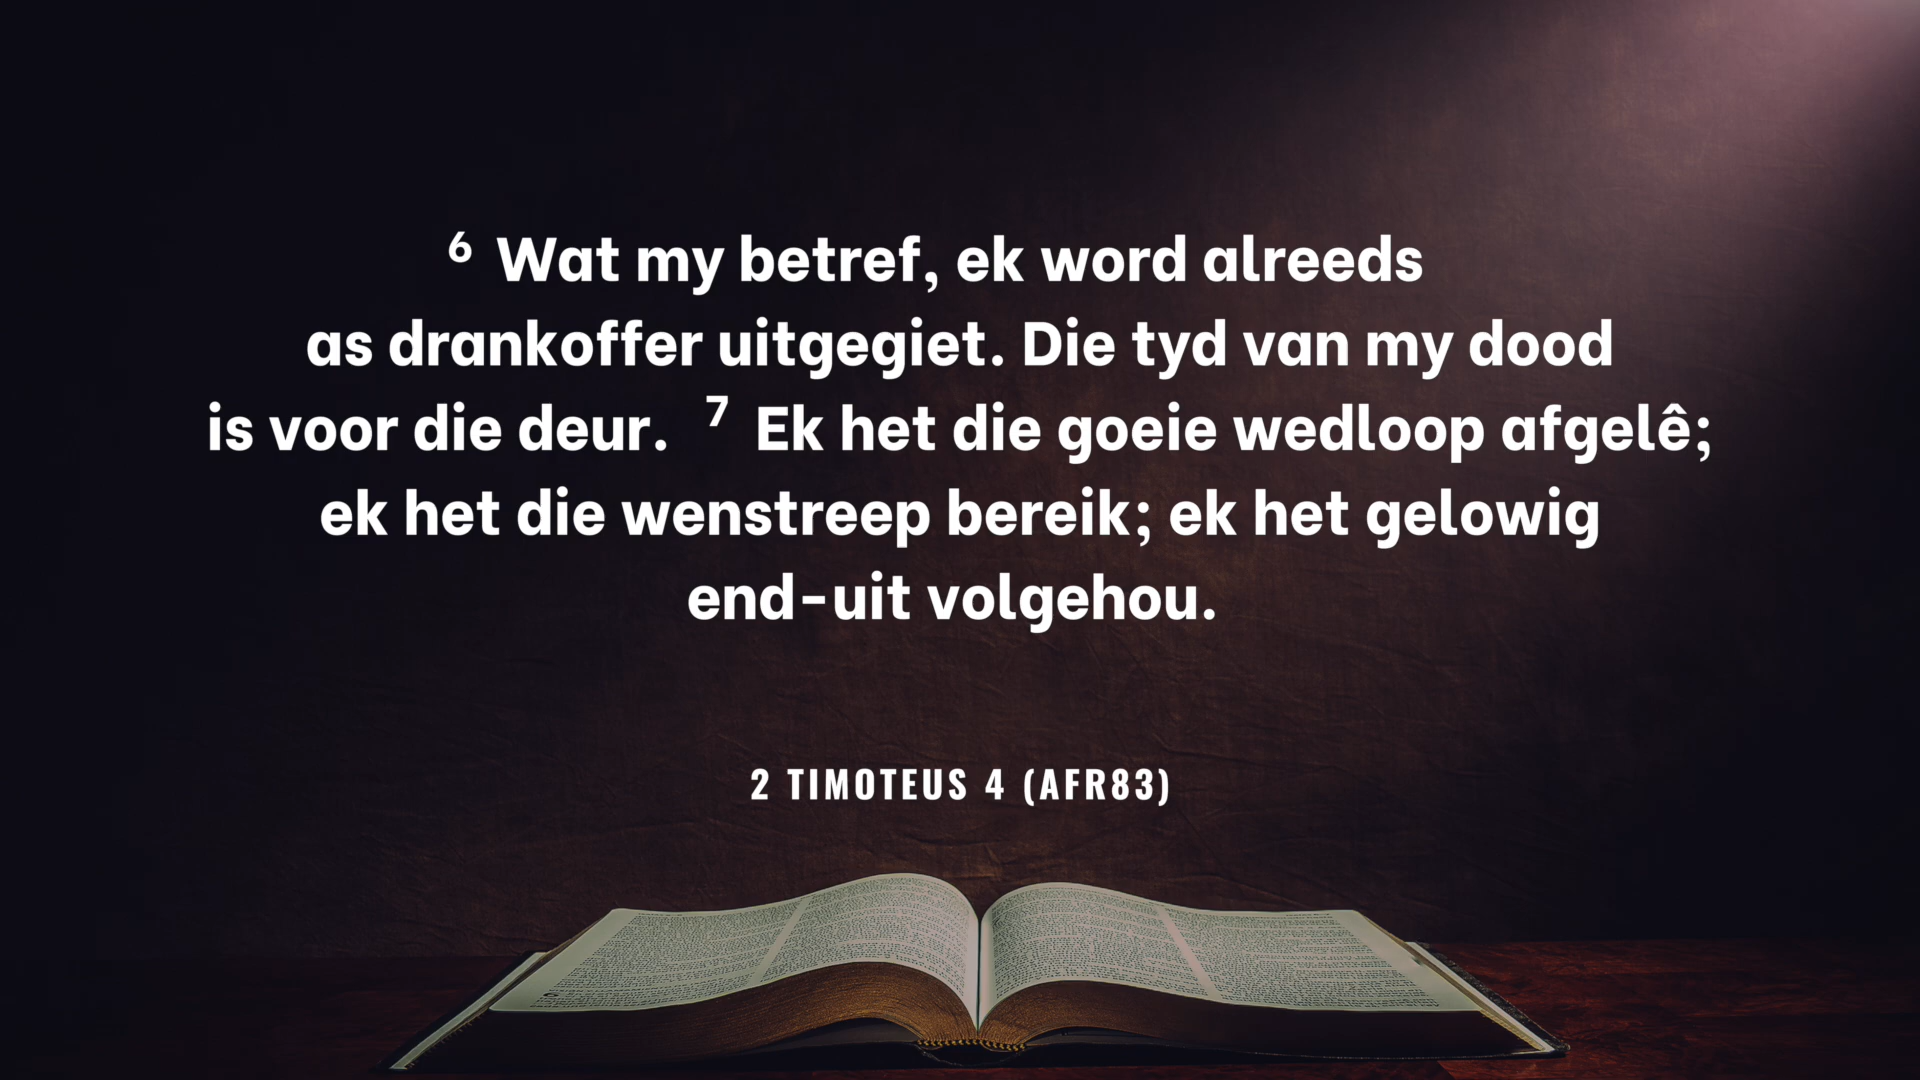 ⁶ Wat my betref, ek word alreeds
as drankoffer uitgegiet. Die tyd van my dood
is voor die deur. ⁷ Ek het die goeie wedloop afgelê;
ek het die wenstreep bereik; ek het gelowig
end-uit volgehou.
2 TIMOTEUS 4 (AFR83)